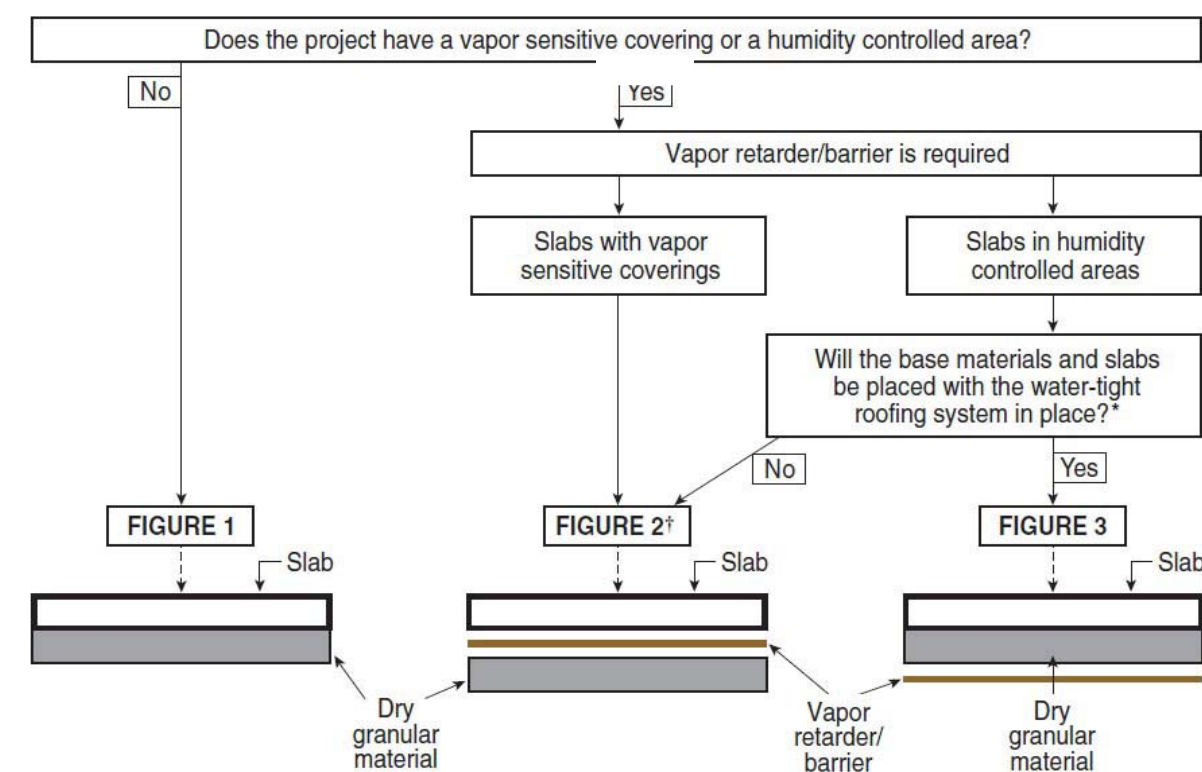 Does the project have a vapor sensitive covering or a humidity controlled area?
No
Yes
Vapor retarder/barrier is required
Slabs with vapor
sensitive coverings
Slabs in humidity
controlled areas
Will the base materials and slabs
be placed with the water-tight
roofing system in place?*
No
Yes
FIGURE 1
FIGURE 2†
FIGURE 3
Slab
Slab
Slab
Dry
granular
material
Vapor
retarder/
barrier
Dry
granular
material